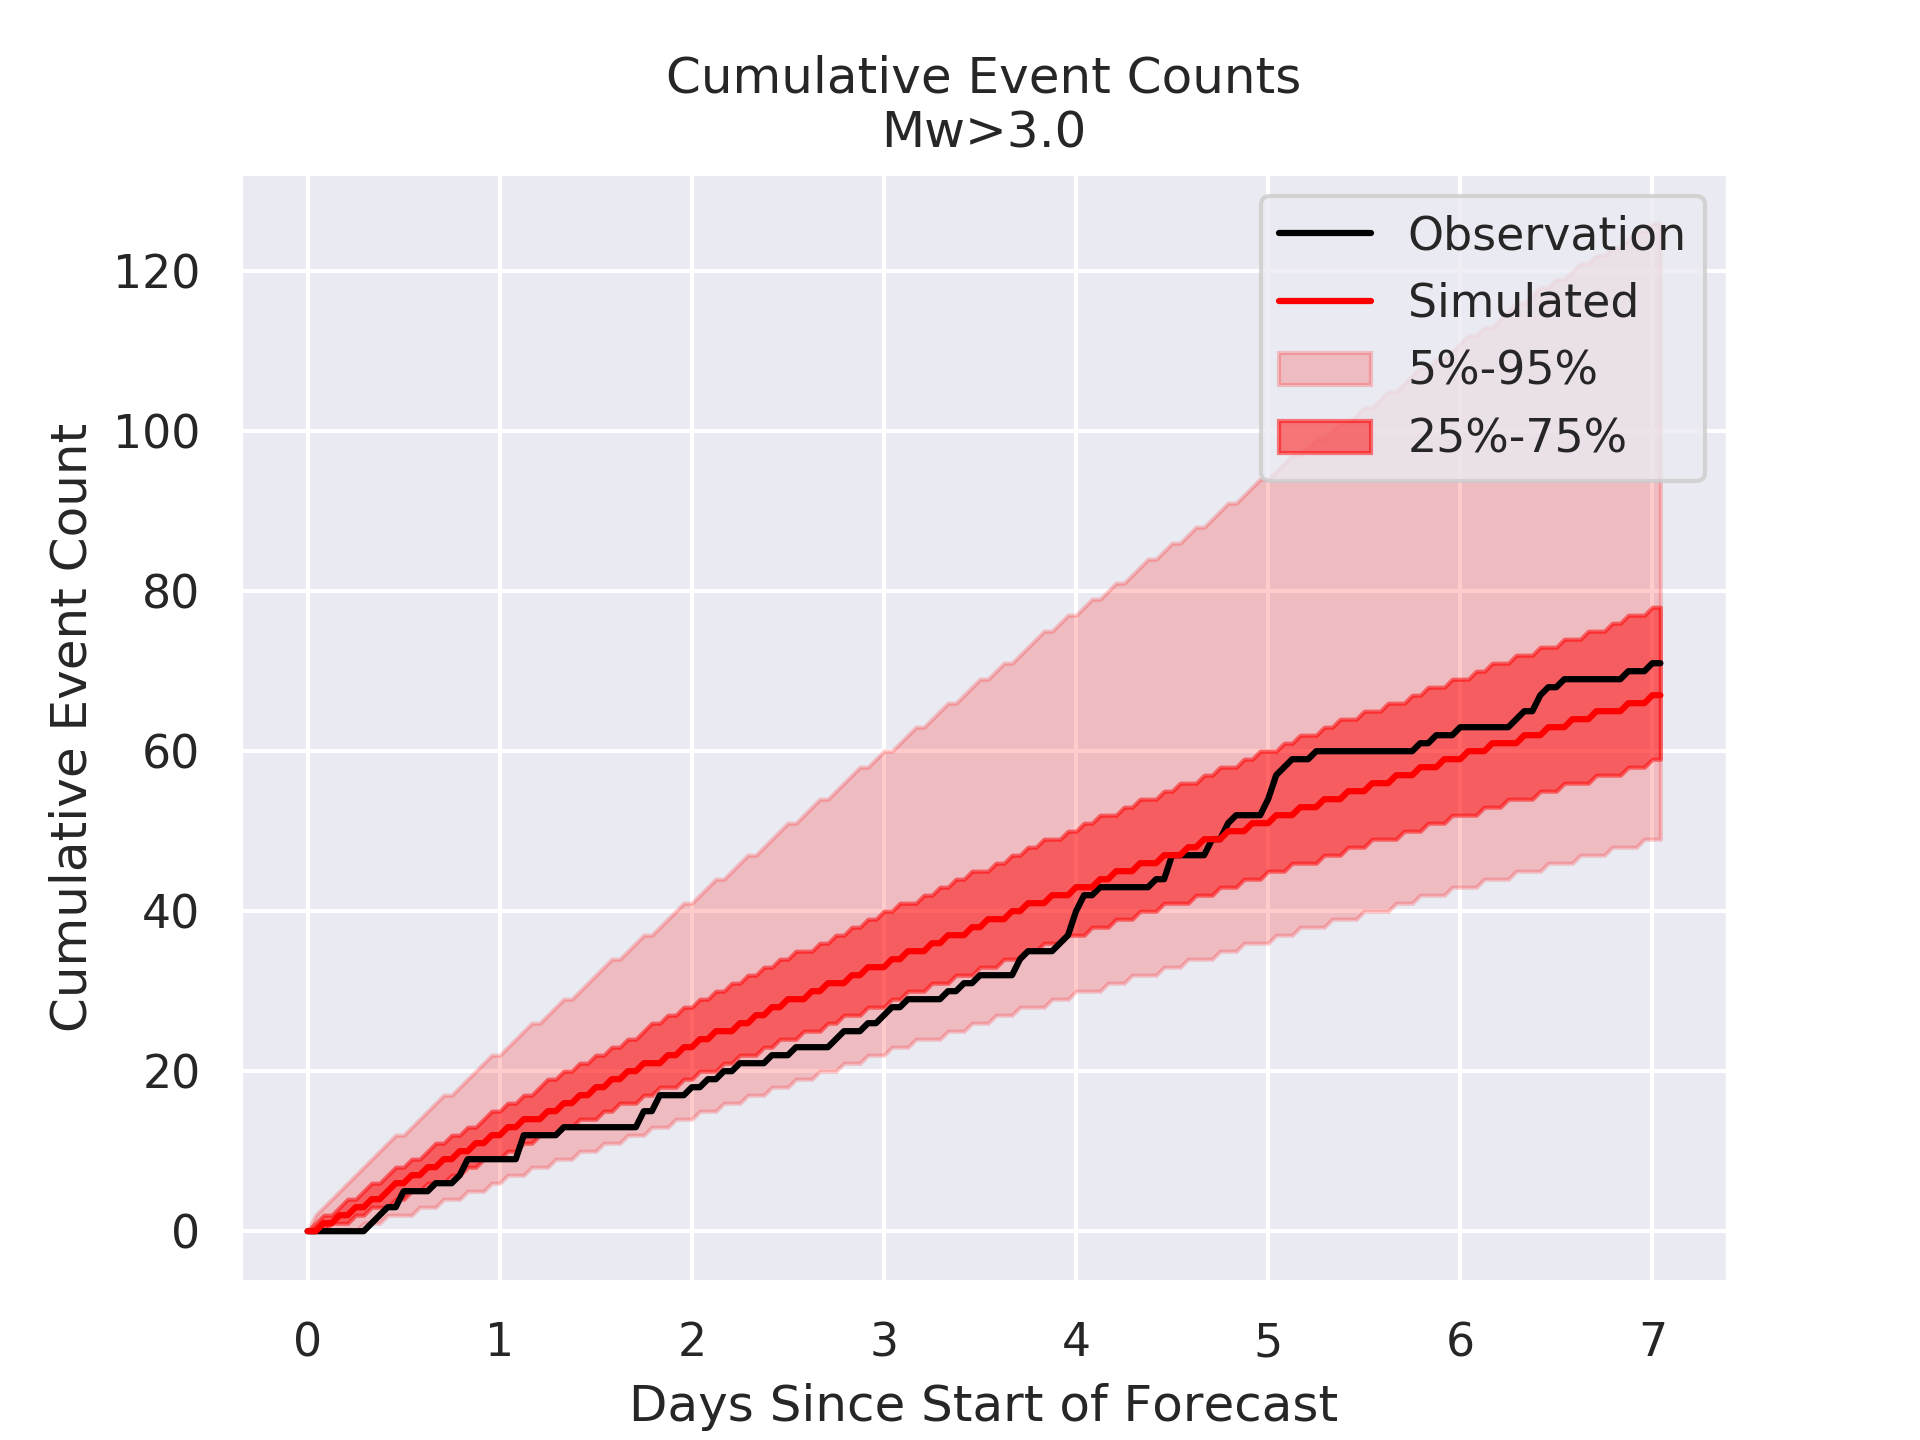 Cumulative Event Counts
Mw>3.0
Observation
Simulated
5%-95%
25%-75%
Cumulative Event Count
120
100
80
60
40
20
0
0 1 2 3 4 5 6 7
Days Since Start of Forecast